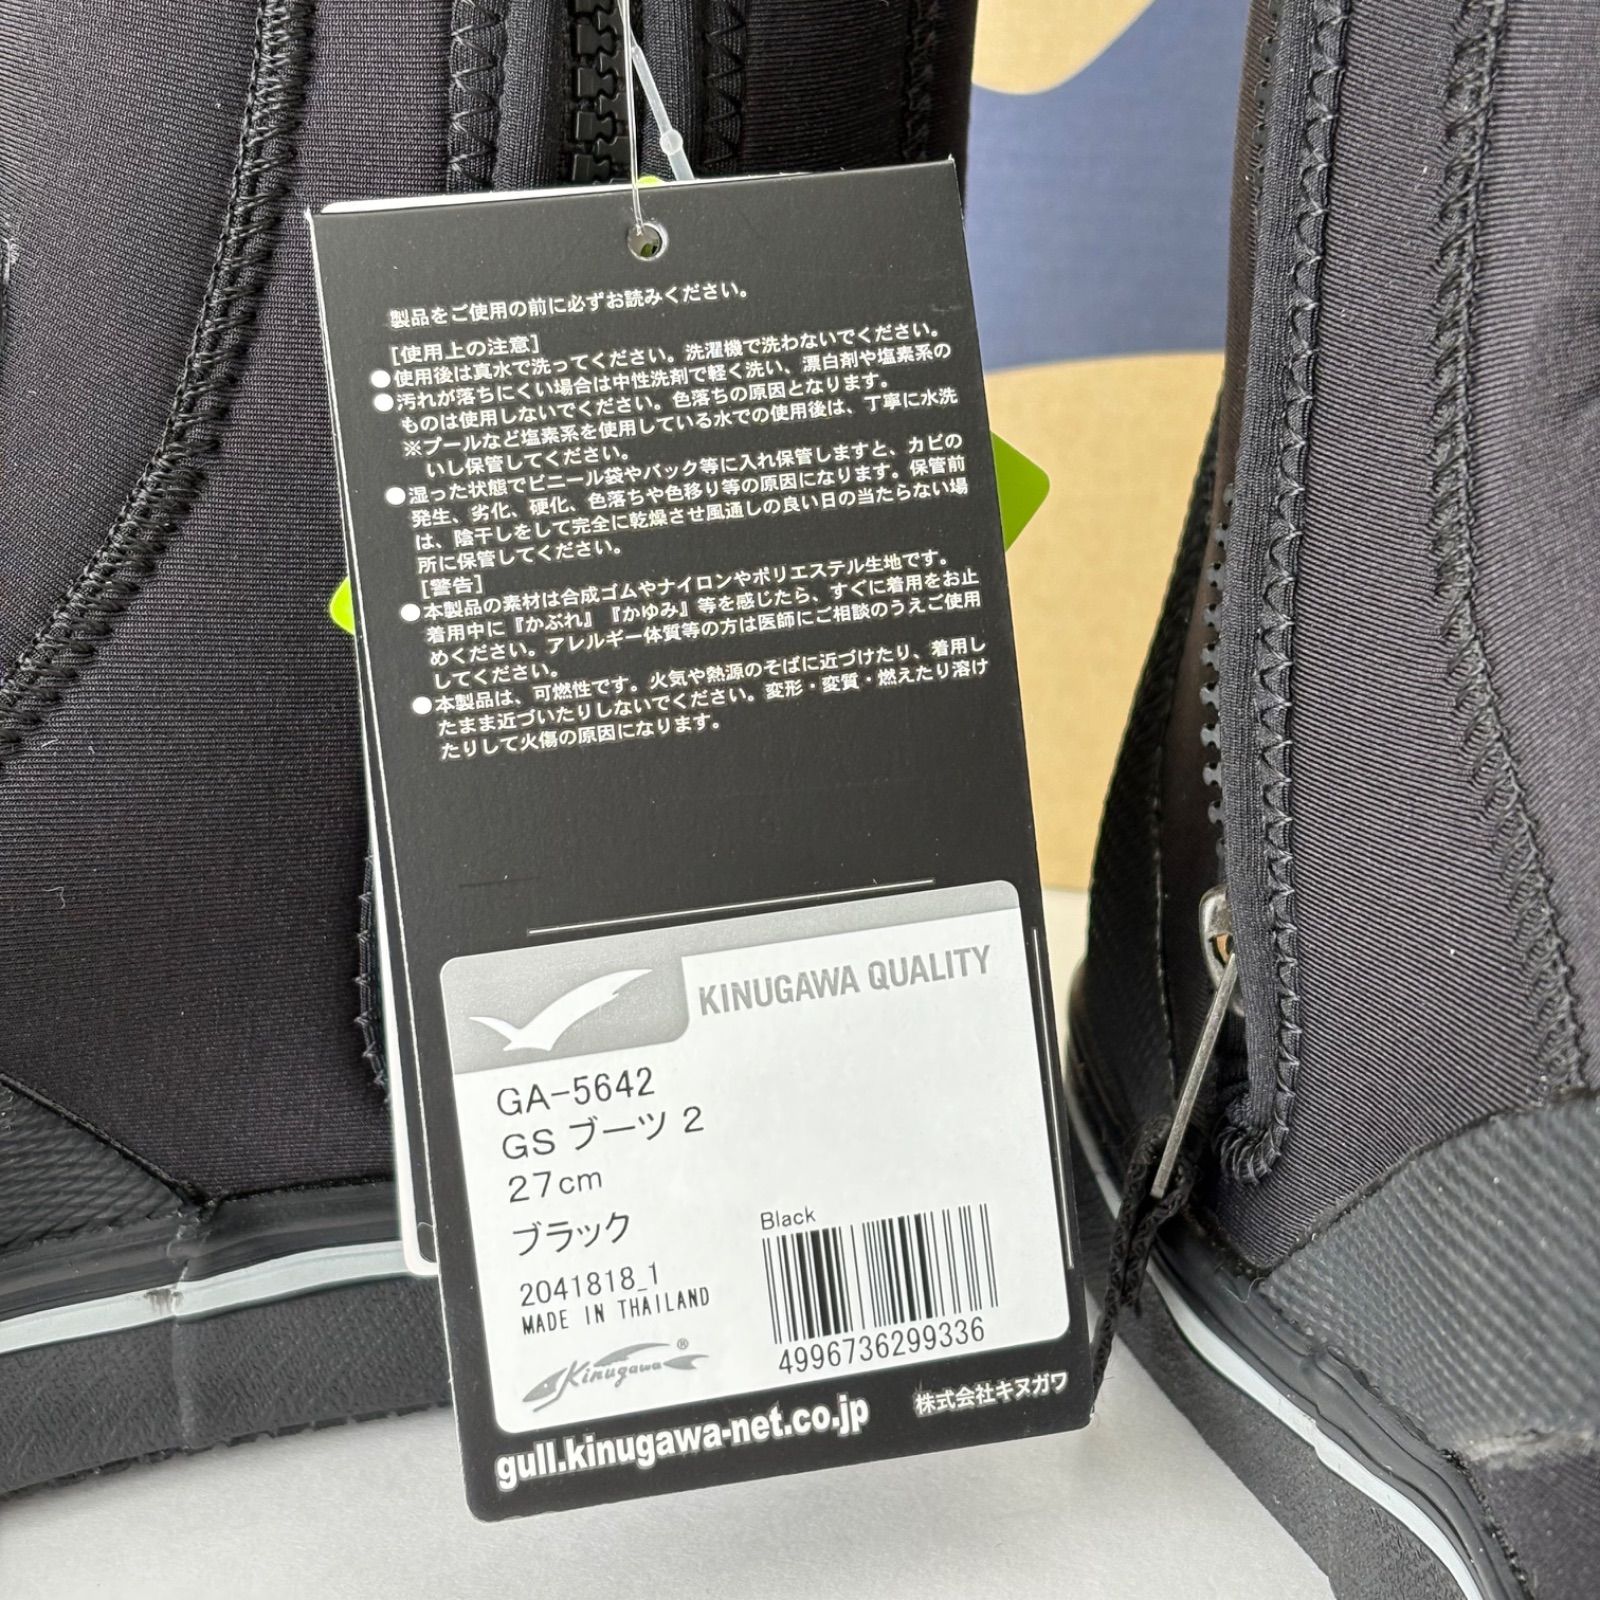 製品をご使用の前に必ずお読みください。
[使用上の注意]
●使用後は真水で洗ってください。洗濯機で洗わないでください。
●汚れが落ちにくい場合は中性洗剤で軽く洗い、漂白剤や塩素系の
ものは使用しないでください。色落ちの原因となります。
※プールなど塩素系を使用している水での使用後は、丁寧に水洗
いし保管してください。
●湿った状態でビニール袋やバック等に入れ保管しますと、カビの
発生、劣化、硬化、色落ちや色移り等の原因になります。保管前
は、陰干しをして完全に乾燥させ風通しの良い日の当たらない場
所に保管してください。
[警告]
●本製品の素材は合成ゴムやナイロンやポリエステル生地です。
着用中に『かぶれ』『かゆみ』等を感じたら、すぐに着用をお止
めください。アレルギー体質等の方は医師にご相談のうえご使用
してください。
●本製品は、可燃性です。火気や熱源のそばに近づけたり、着用し
たまま近づいたりしないでください。変形・変質・燃えたり溶け
たりして火傷の原因になります。
KINUGAWA QUALITY
GA-5642
GS ブーツ 2
27cm
ブラック
Black
2041818_1
MADE IN THAILAND
4996736299336
Kinugawa®
gull.kinugawa-net.co.jp
株式会社キヌガワ